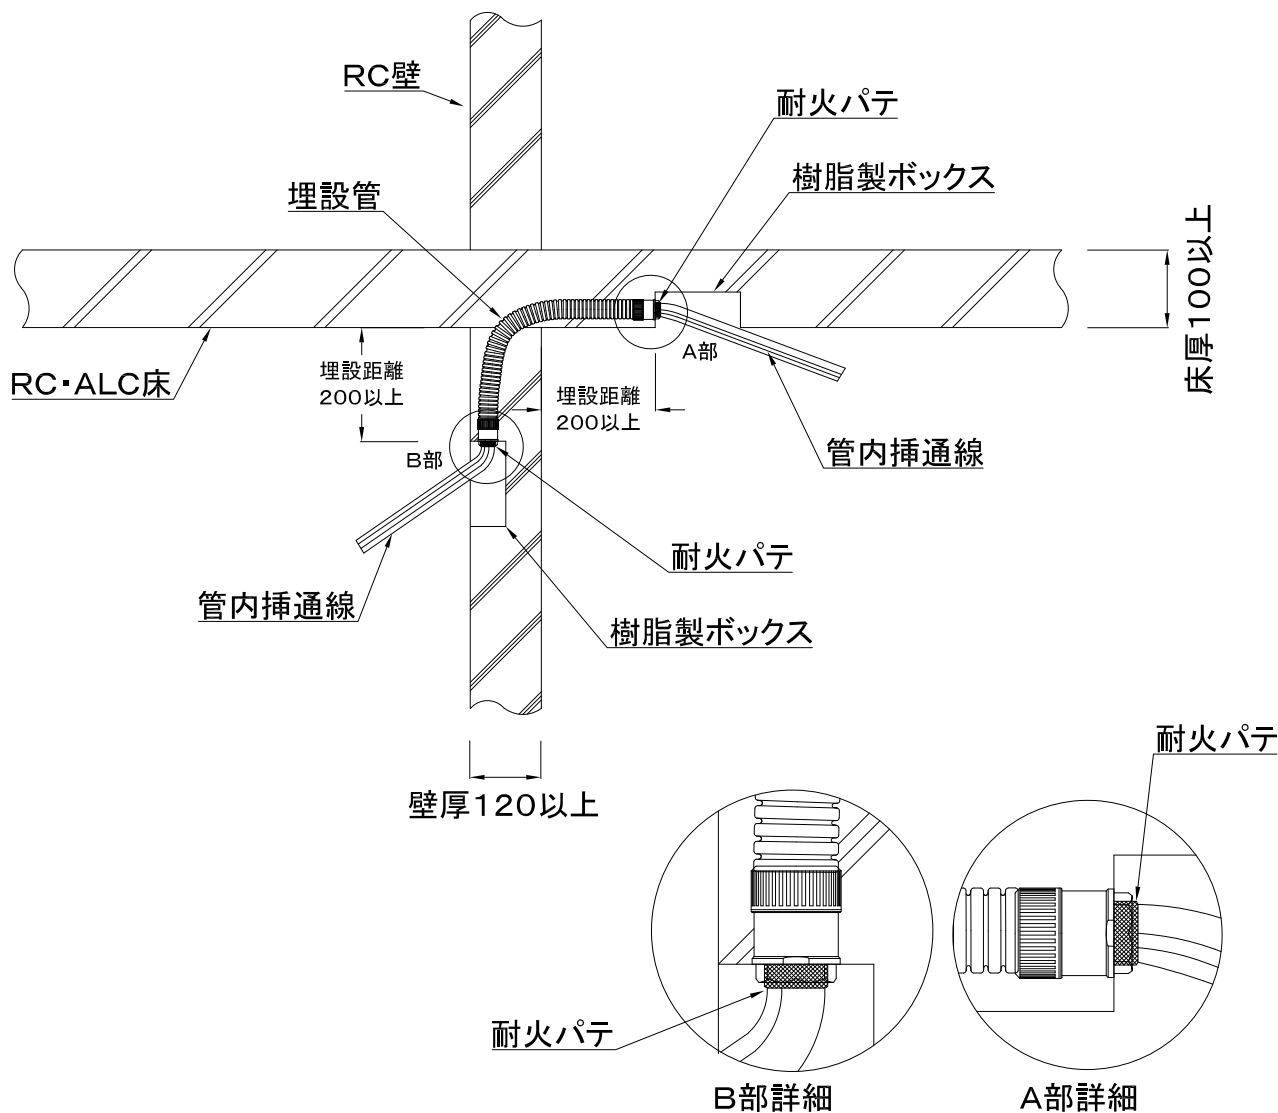 RC壁
耐火パテ
樹脂製ボックス
埋設管
床厚100以上
RC・ALC床
埋設距離
200以上
A部
埋設距離
200以上
B部
管内挿通線
耐火パテ
管内挿通線
樹脂製ボックス
壁厚120以上
耐火パテ
耐火パテ
B部詳細
A部詳細